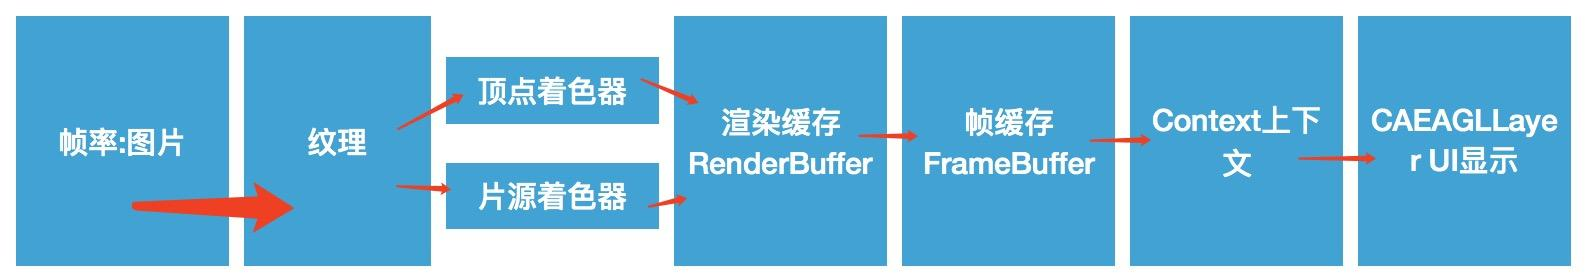 帧率:图片
纹理
顶点着色器
片源着色器
渲染缓存
RenderBuffer
帧缓存
FrameBuffer
Context上下
文
CAEAGLLaye
r UI显示